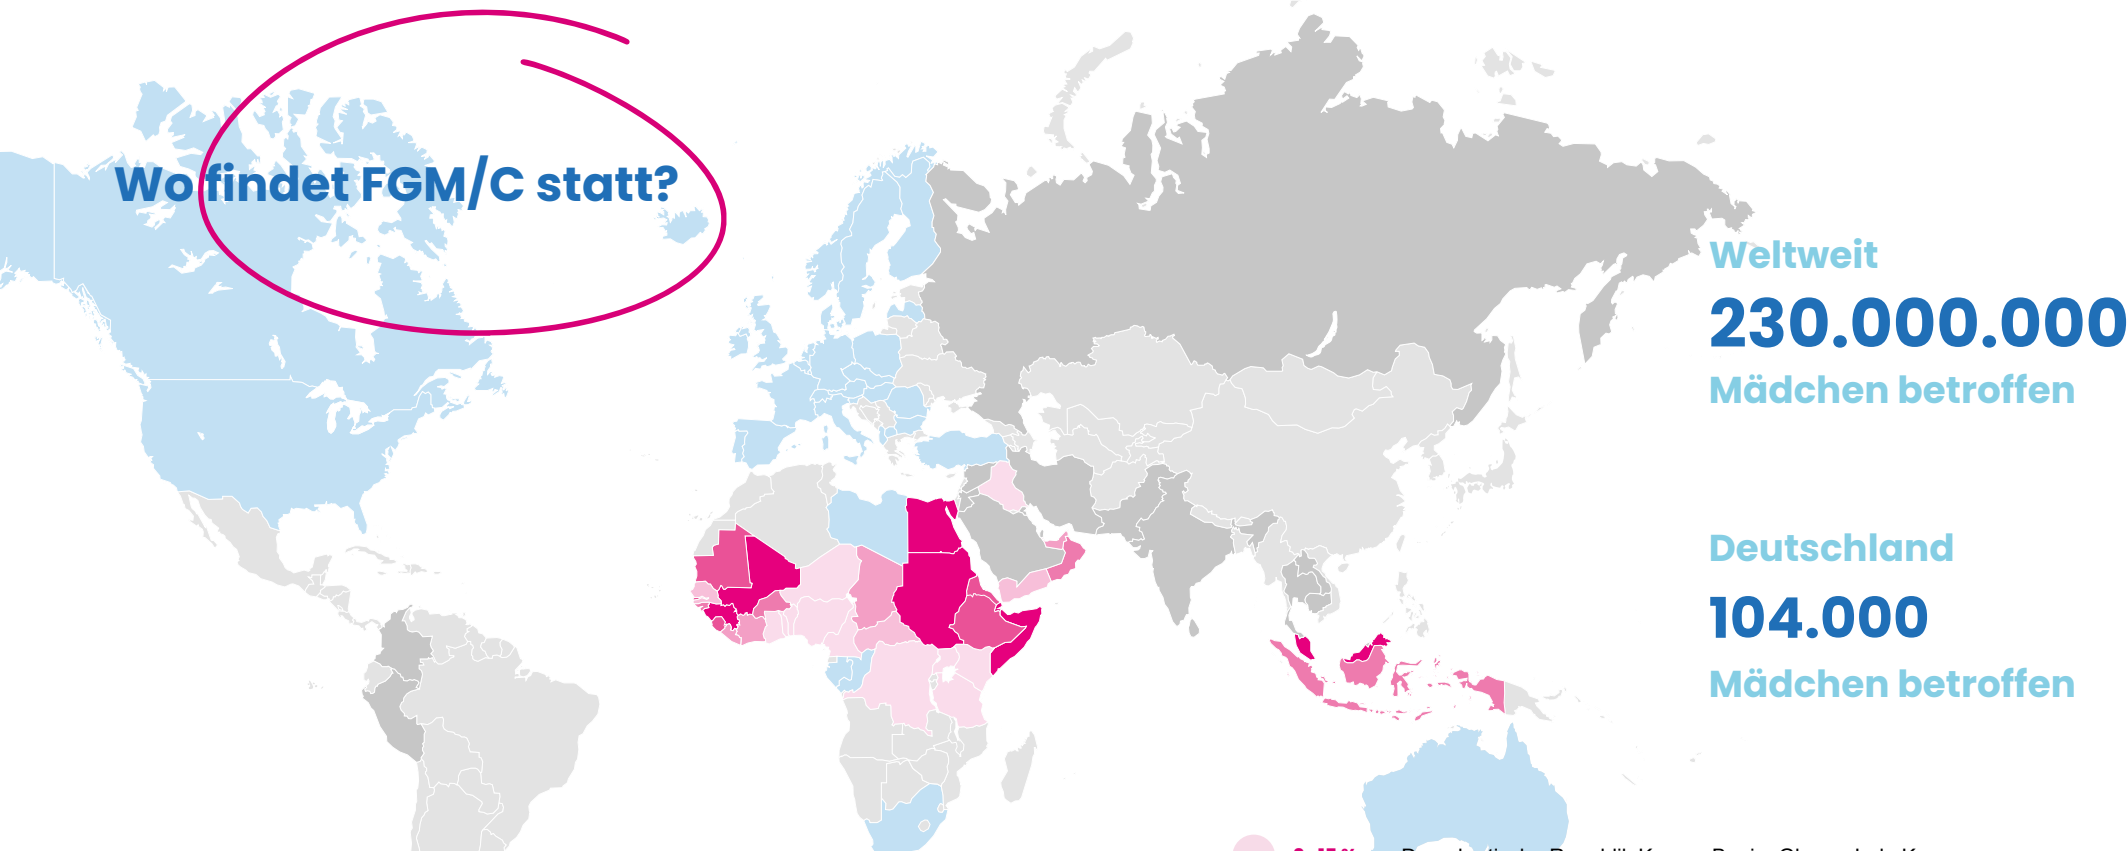 Wo findet FGM/C statt?
Weltweit
230.000.000
Mädchen betroffen
Deutschland
104.000
Mädchen betroffen